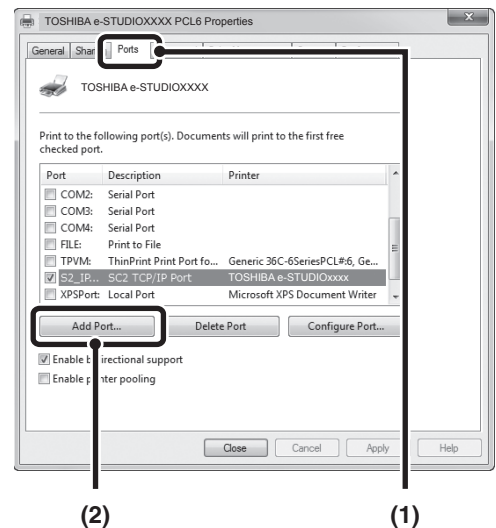 TOSHIBA e-STUDIOXXXX PCL6 Properties
General Shar Ports
TOSHIBA e-STUDIOXXXX
Print to the following port(s). Documents will print to the first free
checked port.
Port Description Printer
COM2: Serial Port
COM3: Serial Port
COM4: Serial Port
FILE: Print to File
TPVM: ThinPrint Print Port fo... Generic 36C-6SeriesPCL#:6, Ge...
S2_IP... SC2 TCP/IP Port TOSHIBA e-STUDIOxxxx
XPSPort: Local Port Microsoft XPS Document Writer
Add Port... Delete Port Configure Port...
Enable b irectional support
Enable p nter pooling
Close Cancel Apply Help
(2) (1)